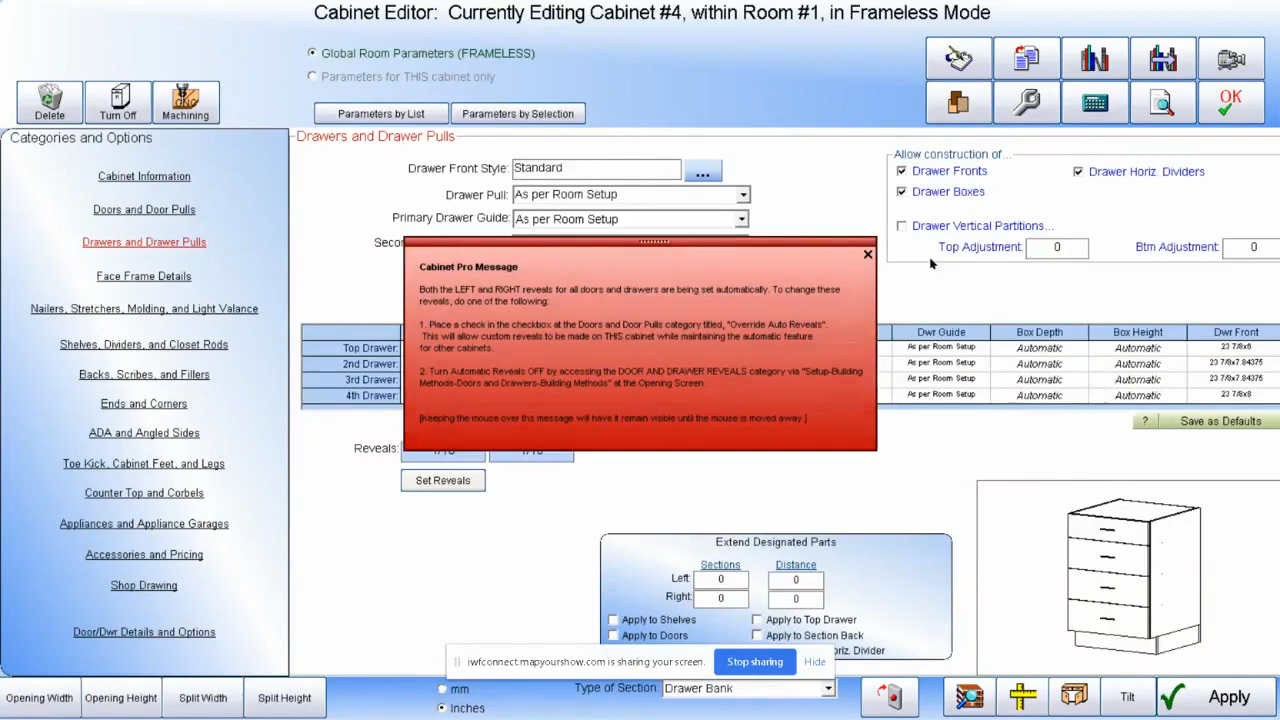 Cabinet Editor: Currently Editing Cabinet #4, within Room #1, in Frameless Mode
Global Room Parameters (FRAMELESS)
Parameters for THIS cabinet only
Delete
Turn Off
Machining
Parameters by List
Parameters by Selection
OK
Categories and Options
Cabinet Information
Doors and Door Pulls
Drawers and Drawer Pulls
Face Frame Details
Nailers, Stretchers, Molding, and Light Valance
Shelves, Dividers, and Closet Rods
Backs, Scribes, and Fillers
Ends and Corners
ADA and Angled Sides
Toe Kick, Cabinet Feet, and Legs
Counter Top and Corbels
Appliances and Appliance Garages
Accessories and Pricing
Shop Drawing
Door/Dwr Details and Options
Drawers and Drawer Pulls
Drawer Front Style: Standard ...
Drawer Pull: As per Room Setup
Primary Drawer Guide: As per Room Setup
Allow construction of...
Drawer Fronts
Drawer Horiz. Dividers
Drawer Boxes
Drawer Vertical Partitions...
Top Adjustment: 0
Btm Adjustment: 0
Cabinet Pro Message
Both the LEFT and RIGHT reveals for all doors and drawers are being set automatically. To change these
reveals, do one of the following:
1. Place a check in the checkbox at the Doors and Door Pulls category titled, "Override Auto Reveals".
This will allow custom reveals to be made on THIS cabinet while maintaining the automatic feature
for other cabinets.
2. Turn Automatic Reveals OFF by accessing the DOOR AND DRAWER REVEALS category via "Setup-Building
Methods-Doors and Drawers-Building Methods" at the Opening Screen.
[Keeping the mouse over ths message will have it remain visible until the mouse is moved away.]
Dwr Guide Box Depth Box Height Dwr Front
Top Drawer: As per Room Setup Automatic Automatic 23 7/8x6
2nd Drawer: As per Room Setup Automatic Automatic 23 7/8x7.84375
3rd Drawer: As per Room Setup Automatic Automatic 23 7/8x7.84375
4th Drawer: As per Room Setup Automatic Automatic 23 7/8x8
? Save as Defaults
Reveals:
Set Reveals
Extend Designated Parts
Sections Distance
Left: 0 0
Right: 0 0
Apply to Shelves
Apply to Top Drawer
Apply to Doors
Apply to Section Back
Horiz. Divider
iwfconnect.mapyourshow.com is sharing your screen. Stop sharing Hide
Opening Width
Opening Height
Split Width
Split Height
mm
Inches
Type of Section: Drawer Bank
Tilt
Apply